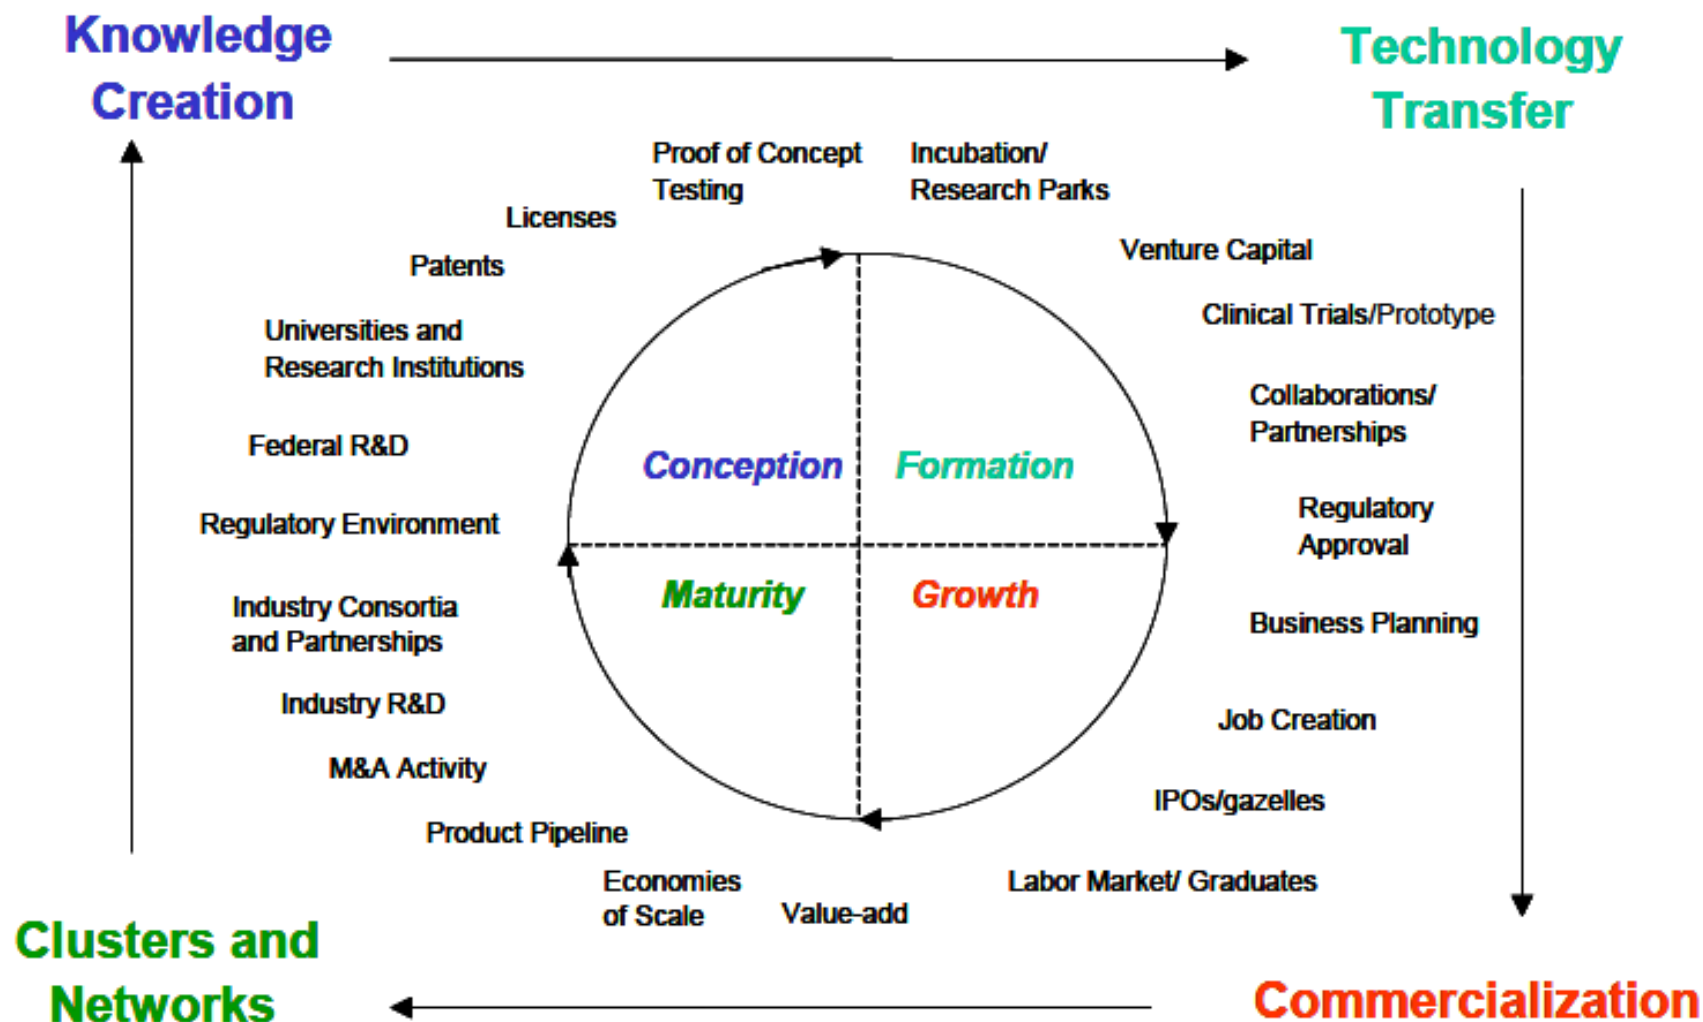 Knowledge
Creation
Technology
Transfer
Proof of Concept
Testing
Incubation/
Research Parks
Licenses
Patents
Venture Capital
Universities and
Research Institutions
Clinical Trials/Prototype
Federal R&D
Collaborations/
Partnerships
Conception
Formation
Regulatory Environment
Regulatory
Approval
Maturity
Growth
Industry Consortia
and Partnerships
Business Planning
Industry R&D
Job Creation
M&A Activity
IPOs/gazelles
Product Pipeline
Economies
of Scale
Value-add
Labor Market/ Graduates
Clusters and
Networks
Commercialization